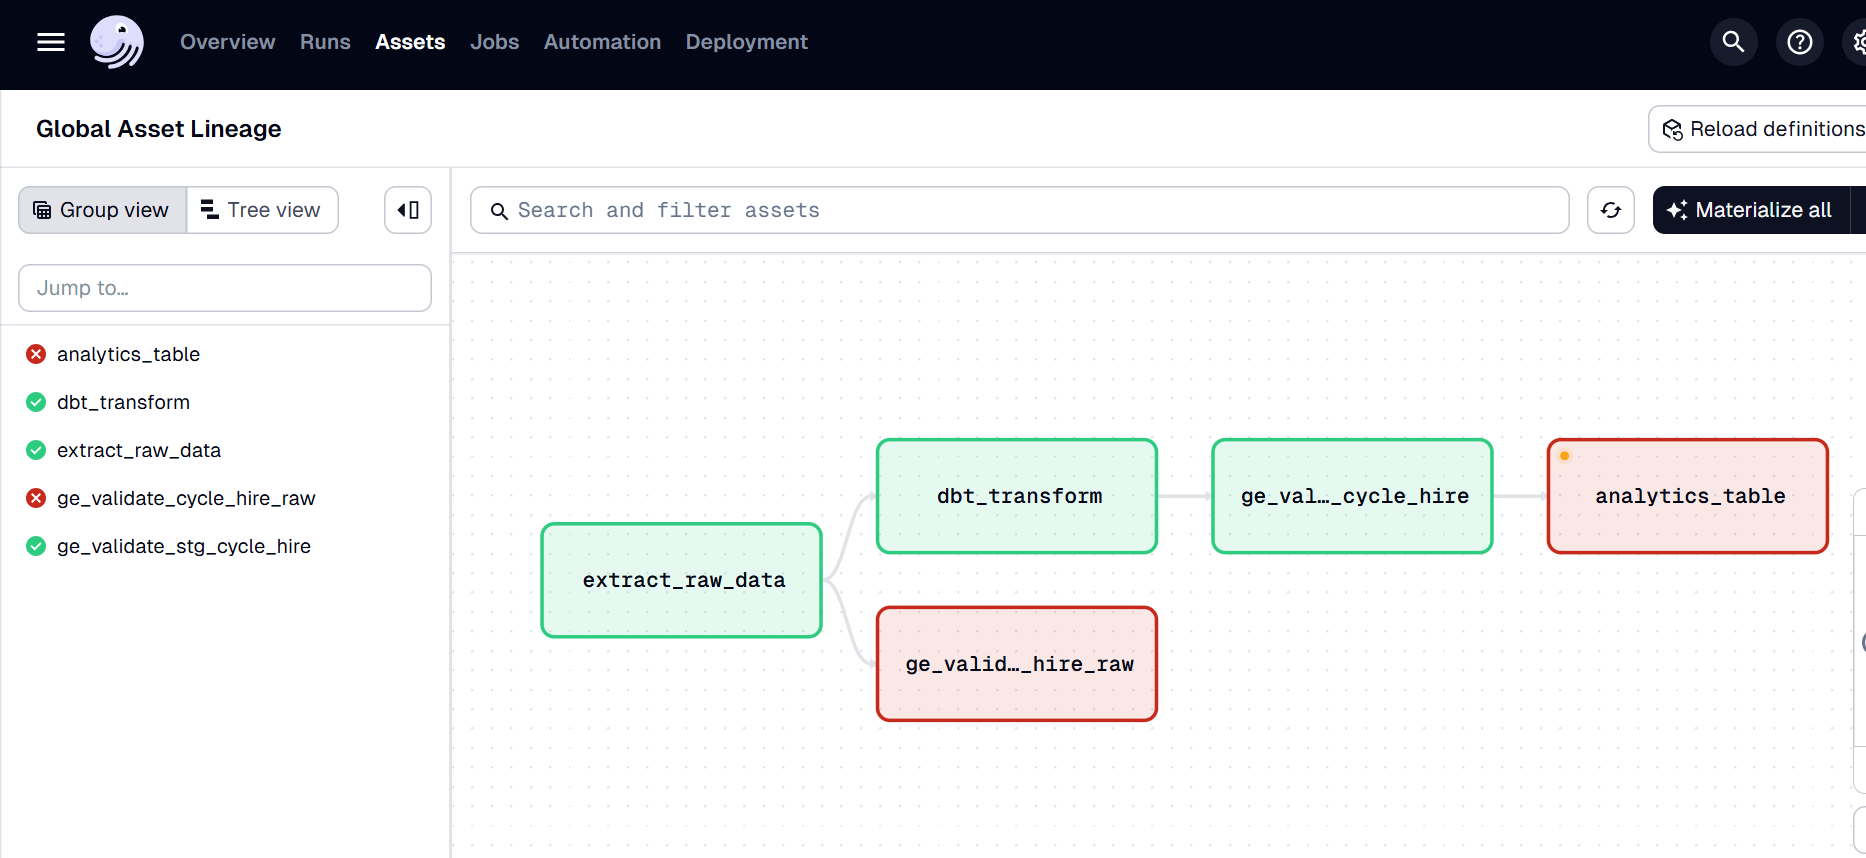 Overview Runs Assets Jobs Automation Deployment
Global Asset Lineage
Reload definitions
Group view Tree view
Search and filter assets
Materialize all
Jump to…
analytics_table
dbt_transform
extract_raw_data
ge_validate_cycle_hire_raw
ge_validate_stg_cycle_hire
dbt_transform
ge_val…_cycle_hire
analytics_table
extract_raw_data
ge_valid…_hire_raw